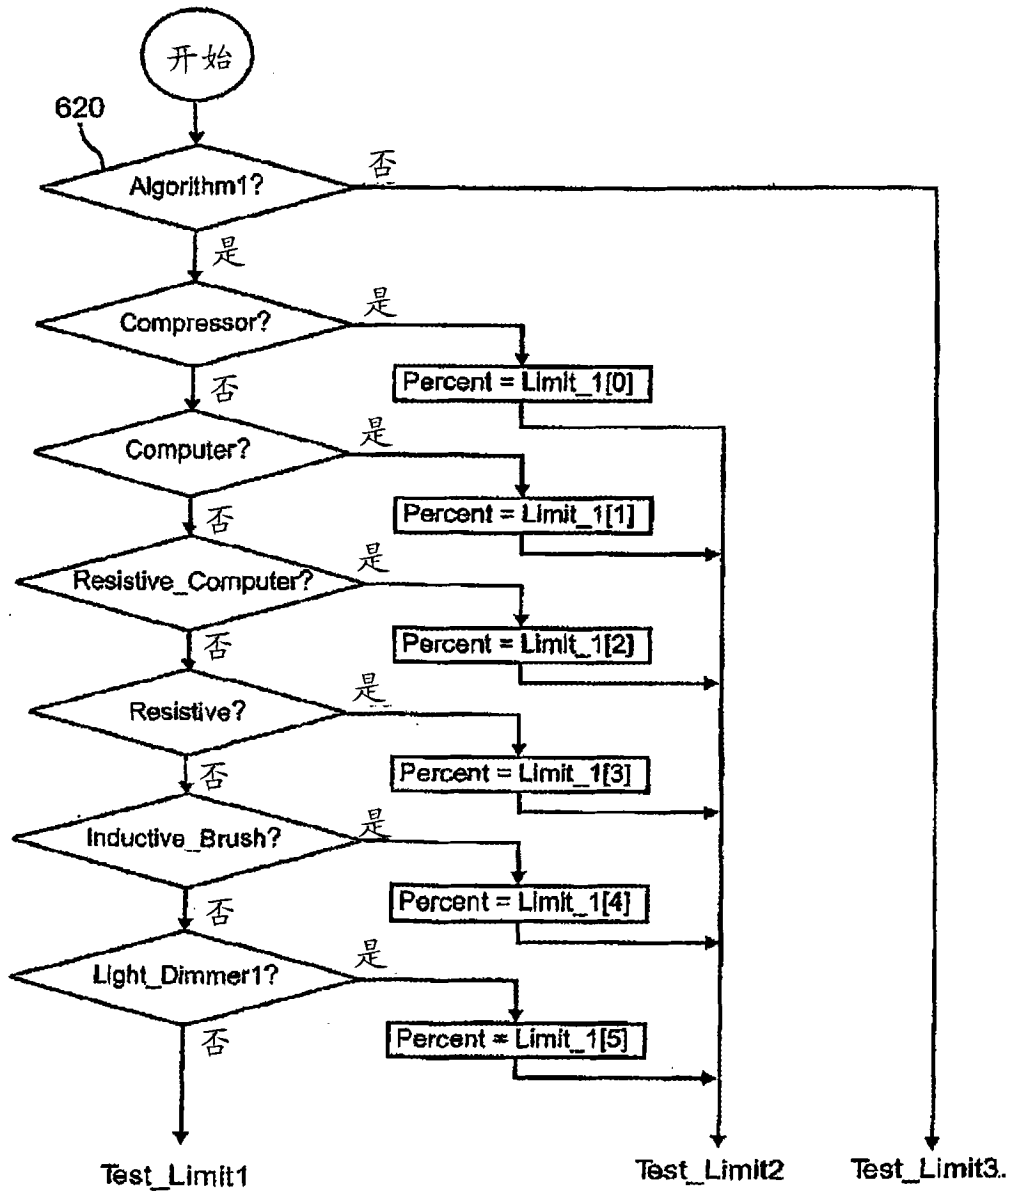 开始
620
Algorithm1?
否
是
Compressor?
是
Percent = Limit_1[0]
否
Computer?
是
Percent = Limit_1[1]
否
Resistive_Computer?
是
Percent = Limit_1[2]
否
Resistive?
是
Percent = Limit_1[3]
否
Inductive_Brush?
是
Percent = Limit_1[4]
否
Light_Dimmer1?
是
Percent = Limit_1[5]
否
Test_Limit1
Test_Limit2
Test_Limit3..